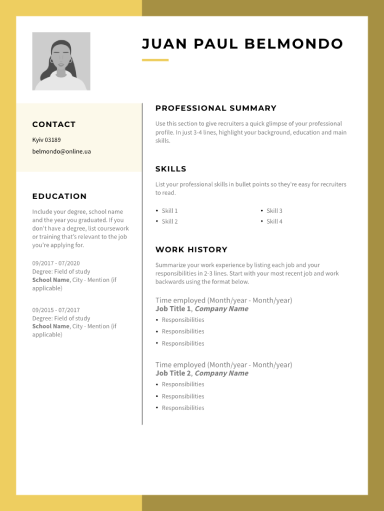 JUAN PAUL BELMONDO
CONTACT
Kyiv 03189
belmondo@online.ua
EDUCATION
Include your degree, school name
and the year you graduated. If you
don't have a degree, list coursework
or training that's relevant to the job
you're applying for.
09/2017 - 07/2020
Degree: Field of study
School Name, City - Mention (if
applicable)
09/2015 - 07/2017
Degree: Field of study
School Name, City - Mention (if
applicable)
PROFESSIONAL SUMMARY
Use this section to give recruiters a quick glimpse of your professional
profile. In just 3-4 lines, highlight your background, education and main
skills.
SKILLS
List your professional skills in bullet points so they're easy for recruiters
to read.
• Skill 1
• Skill 2
• Skill 3
• Skill 4
WORK HISTORY
Summarize your work experience by listing each job and your
responsibilities in 2-3 lines. Start with your most recent job and work
backwards using the format below.
Time employed (Month/year - Month/year)
Job Title 1, Company Name
• Responsibilities
• Responsibilities
• Responsibilities
Time employed (Month/year - Month/year)
Job Title 2, Company Name
• Responsibilities
• Responsibilities
• Responsibilities